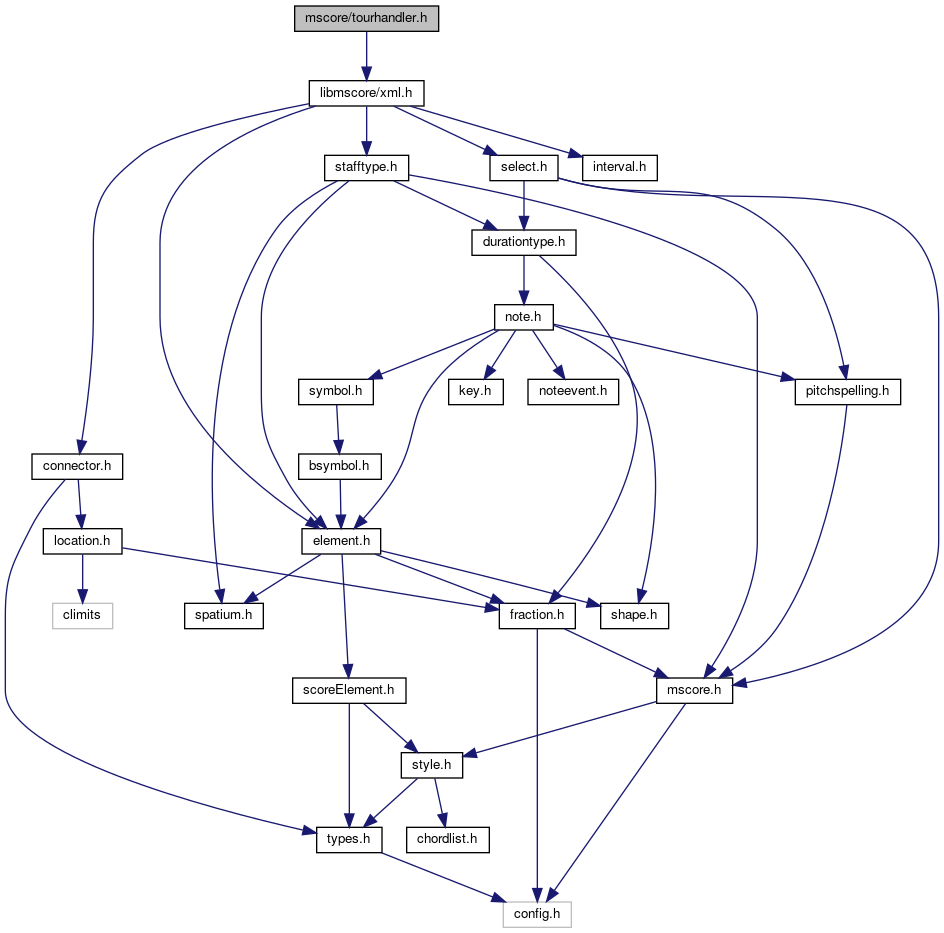 mscore/tourhandler.h
libmscore/xml.h
stafftype.h
select.h
interval.h
durationtype.h
note.h
symbol.h
key.h
noteevent.h
pitchspelling.h
connector.h
bsymbol.h
location.h
element.h
climits
spatium.h
fraction.h
shape.h
scoreElement.h
mscore.h
style.h
types.h
chordlist.h
config.h